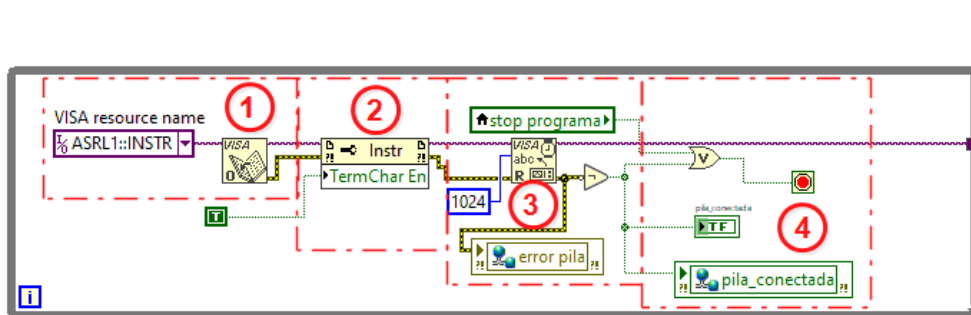 VISA resource name
I/O ASRL1::INSTR
1
VISA
O
2
Instr
TermChar En
T
stop programa
VISA
abc
R
1024
3
error pila
V
pila_conectada
TF
4
pila_conectada
i